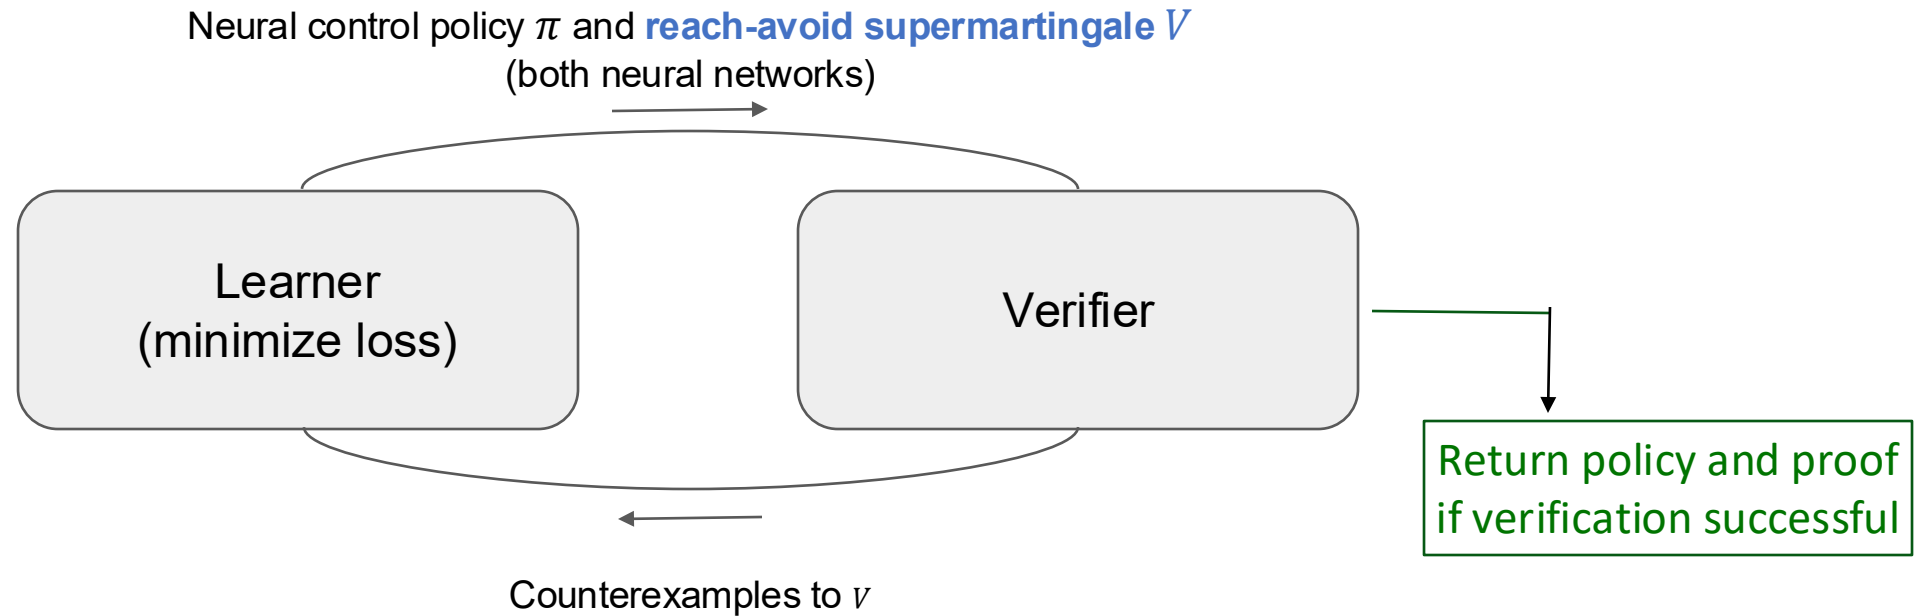 Neural control policy π and reach-avoid supermartingale V
(both neural networks)
Learner
(minimize loss)
Verifier
Return policy and proof
if verification successful
Counterexamples to V